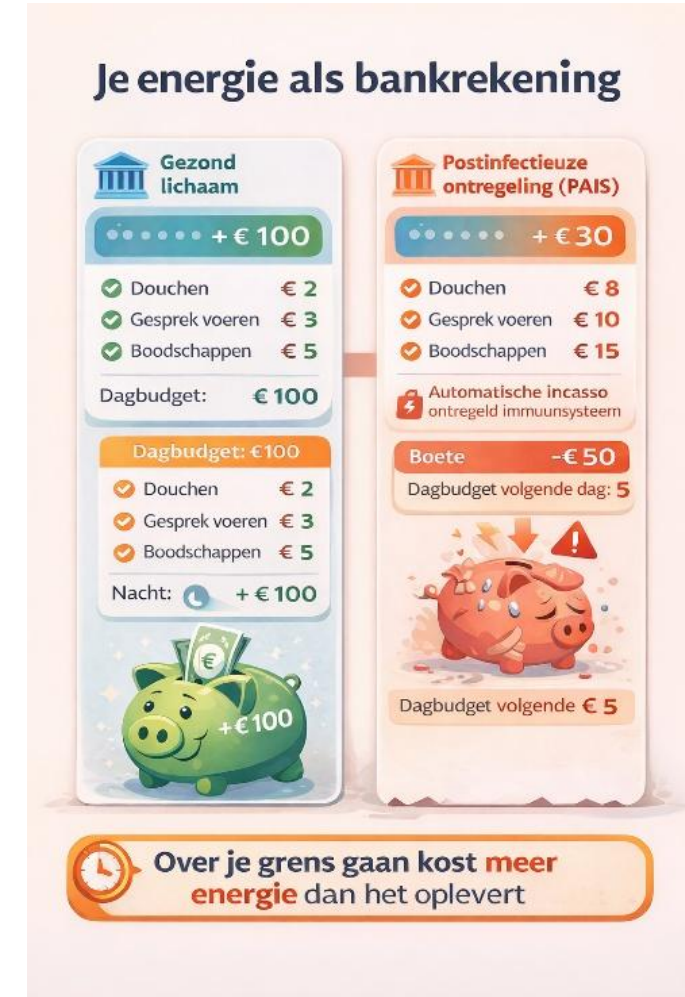 Je energie als bankrekening
Gezond
lichaam
+ € 100
Douchen € 2
Gesprek voeren € 3
Boodschappen € 5
Dagbudget: € 100
Dagbudget: €100
Douchen € 2
Gesprek voeren € 3
Boodschappen € 5
Nacht: + € 100
€
+€100
Postinfectieuze
ontregeling (PAIS)
+ € 30
Douchen € 8
Gesprek voeren € 10
Boodschappen € 15
Automatische incasso
ontregeld immuunsysteem
Boete -€ 50
Dagbudget volgende dag: 5
Dagbudget volgende € 5
Over je grens gaan kost meer
energie dan het oplevert